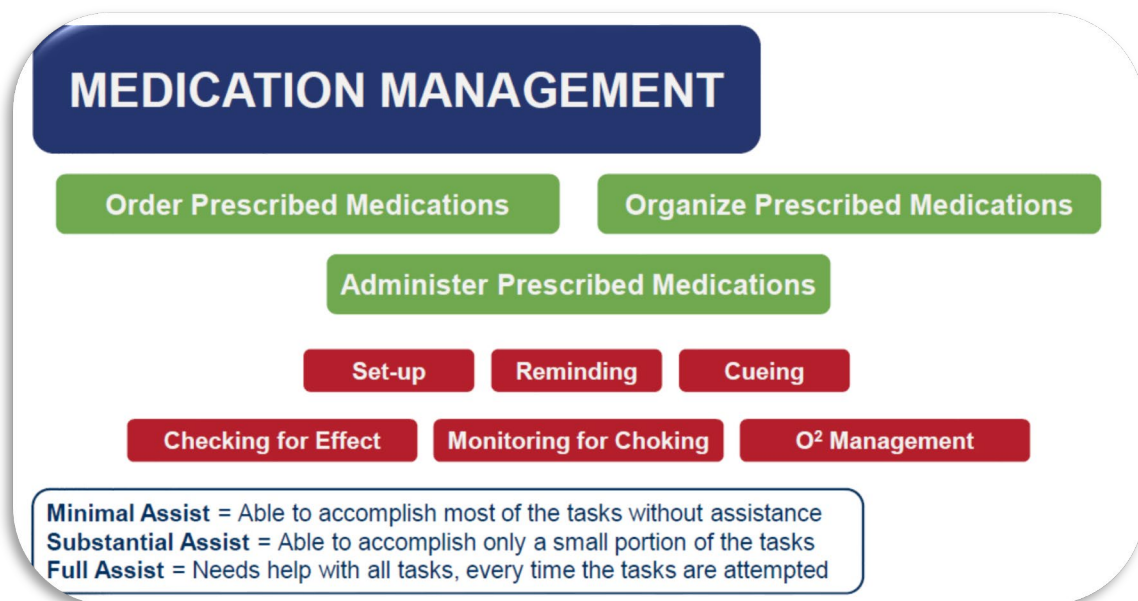 MEDICATION MANAGEMENT
Order Prescribed Medications
Organize Prescribed Medications
Administer Prescribed Medications
Set-up
Reminding
Cueing
Checking for Effect
Monitoring for Choking
O² Management
Minimal Assist = Able to accomplish most of the tasks without assistance
Substantial Assist = Able to accomplish only a small portion of the tasks
Full Assist = Needs help with all tasks, every time the tasks are attempted